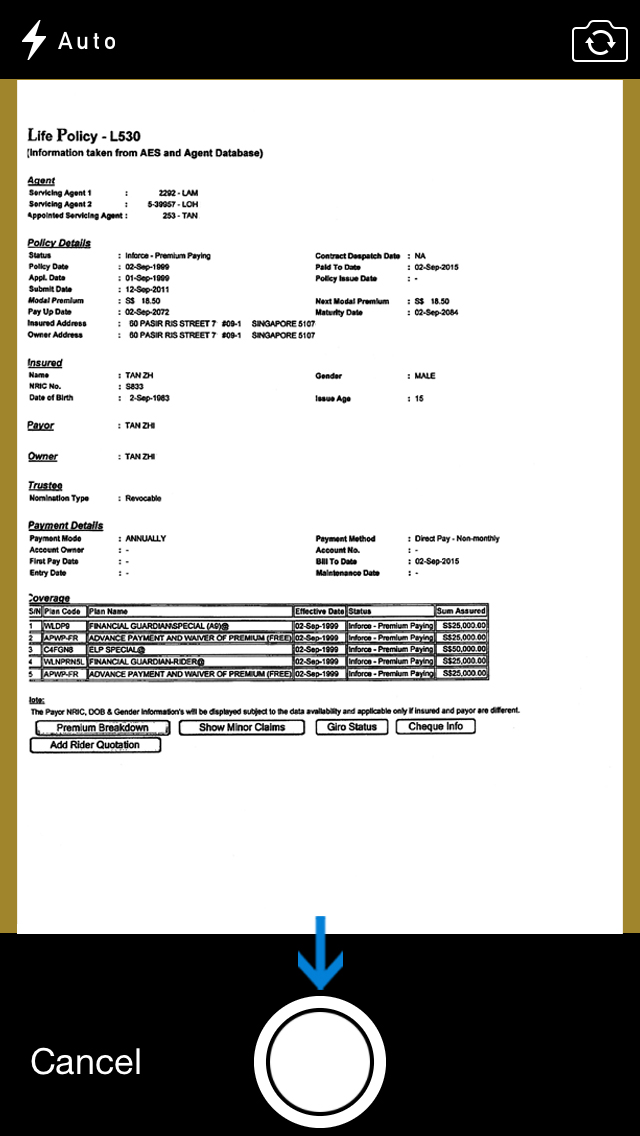 Auto
Life Policy - L530
(Information taken from AES and Agent Database)
Agent
Servicing Agent 1 : 2292 - LAM
Servicing Agent 2 : 5-39957 - LOH
Appointed Servicing Agent : 253 - TAN
Policy Details
Status : Inforce - Premium Paying Contract Despatch Date : NA
Policy Date : 02-Sep-1999 Paid To Date : 02-Sep-2015
Appl. Date : 01-Sep-1999 Policy Issue Date : -
Submit Date : 12-Sep-2011
Modal Premium : S$ 18.50 Next Modal Premium : S$ 18.50
Pay Up Date : 02-Sep-2072 Maturity Date : 02-Sep-2084
Insured Address : 60 PASIR RIS STREET 7 #09-1 SINGAPORE 5107
Owner Address : 60 PASIR RIS STREET 7 #09-1 SINGAPORE 5107
Insured
Name : TAN ZH Gender : MALE
NRIC No. : S833
Date of Birth : 2-Sep-1983 Issue Age : 15
Payor : TAN ZHI
Owner : TAN ZHI
Trustee
Nomination Type : Revocable
Payment Details
Payment Mode : ANNUALLY Payment Method : Direct Pay - Non-monthly
Account Owner : - Account No. : -
First Pay Date : - Bill To Date : 02-Sep-2015
Entry Date : - Maintenance Date : -
Coverage
S/N Plan Code Plan Name Effective Date Status Sum Assured
1 WLDP9 FINANCIAL GUARDIAN-SPECIAL (A9)@ 02-Sep-1999 Inforce - Premium Paying S$25,000.00
2 APWP-FR ADVANCE PAYMENT AND WAIVER OF PREMIUM (FREE) 02-Sep-1999 Inforce - Premium Paying S$25,000.00
3 C4FGN8 ELP SPECIAL@ 02-Sep-1999 Inforce - Premium Paying S$50,000.00
4 WLNPRN5L FINANCIAL GUARDIAN-RIDER@ 02-Sep-1999 Inforce - Premium Paying S$25,000.00
5 APWP-FR ADVANCE PAYMENT AND WAIVER OF PREMIUM (FREE) 02-Sep-1999 Inforce - Premium Paying S$25,000.00
Note:
The Payor NRIC, DOB & Gender Information's will be displayed subject to the data availability and applicable only if insured and payor are different.
Premium Breakdown Show Minor Claims Giro Status Cheque Info
Add Rider Quotation
Cancel